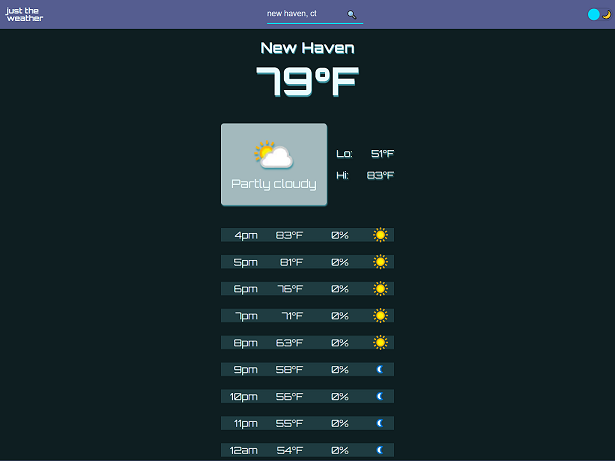 just the
weather
new haven, ct
New Haven
79°F
Partly cloudy
Lo: 51°F
Hi: 83°F
4pm 83°F 0%
5pm 81°F 0%
6pm 76°F 0%
7pm 71°F 0%
8pm 63°F 0%
9pm 58°F 0%
10pm 56°F 0%
11pm 55°F 0%
12am 54°F 0%